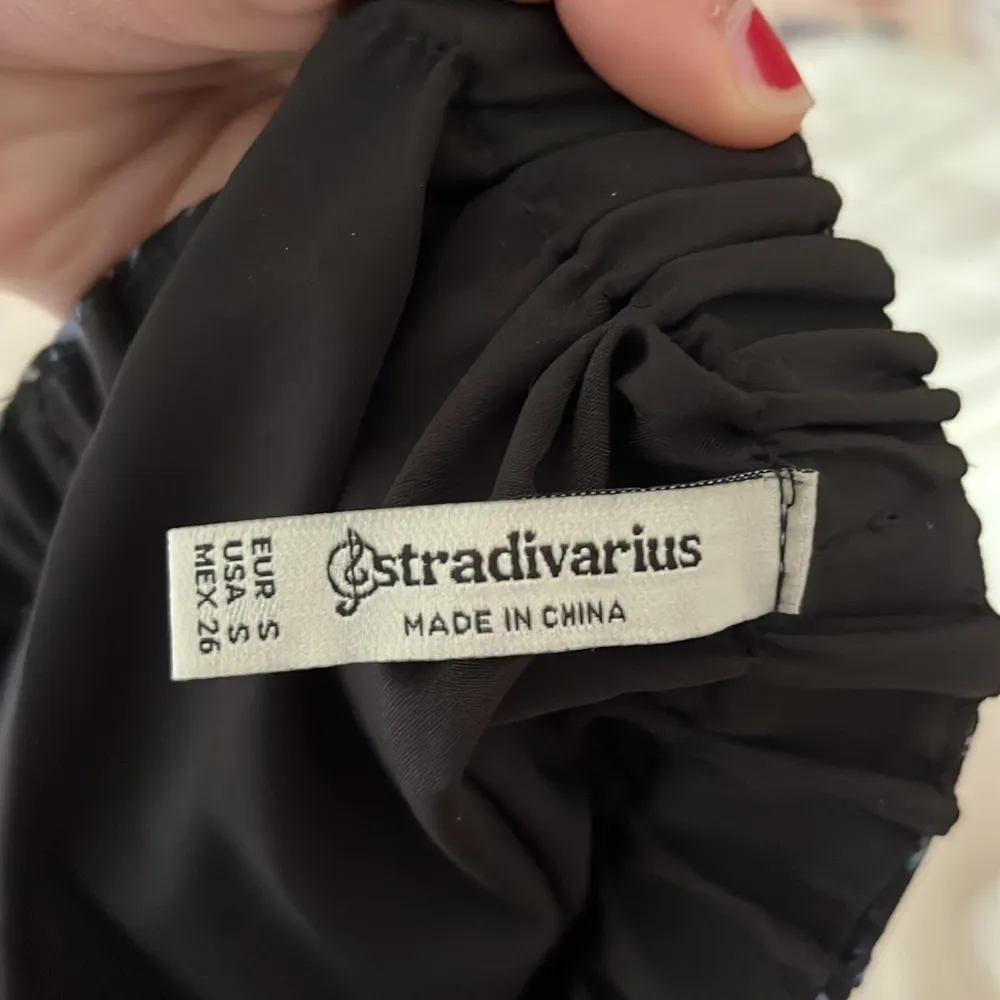 stradivarius
MADE IN CHINA
EUR S
USA S
MEX 26